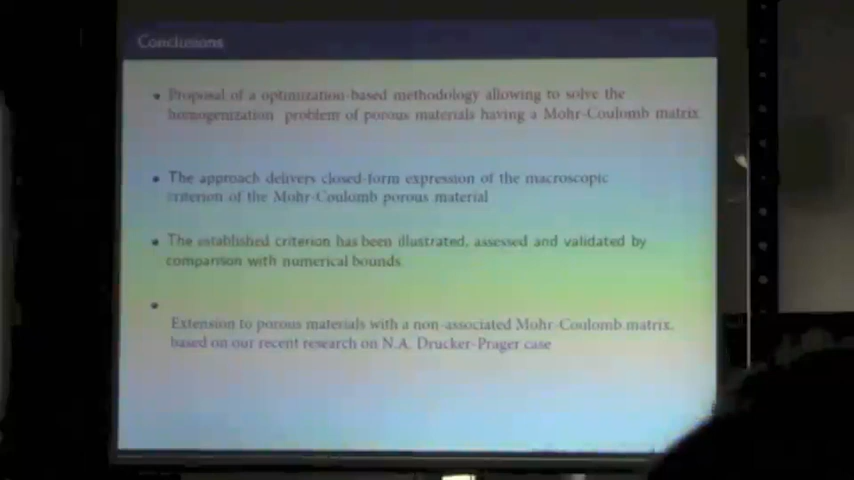 Conclusions
• Proposal of a optimization-based methodology allowing to solve the
homogenization problem of porous materials having a Mohr-Coulomb matrix
• The approach delivers closed-form expression of the macroscopic
criterion of the Mohr-Coulomb porous material
• The established criterion has been illustrated, assessed and validated by
comparison with numerical bounds
•
Extension to porous materials with a non-associated Mohr-Coulomb matrix,
based on our recent research on N.A. Drucker-Prager case